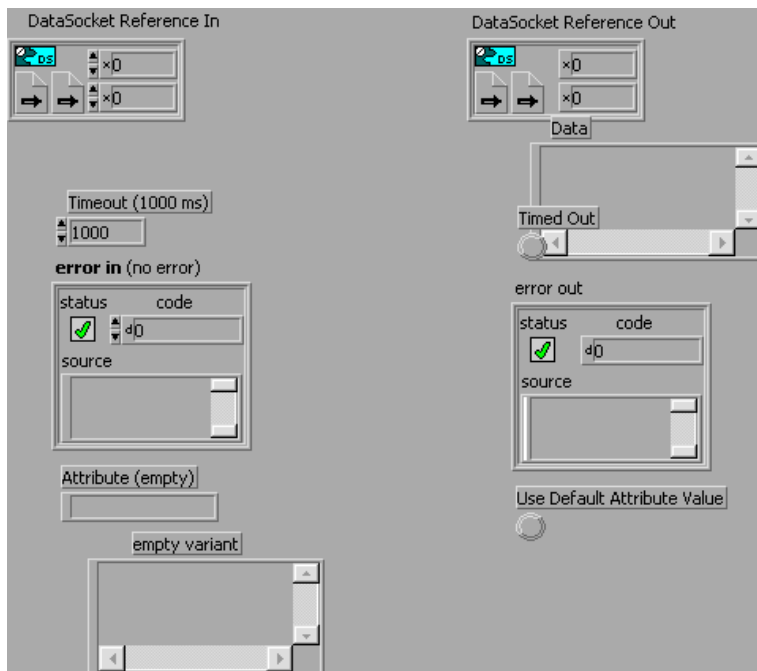 DataSocket Reference In
DS
×0
×0
Timeout (1000 ms)
1000
error in (no error)
status code
d0
source
Attribute (empty)
empty variant
DataSocket Reference Out
DS
×0
×0
Data
Timed Out
error out
status code
d0
source
Use Default Attribute Value